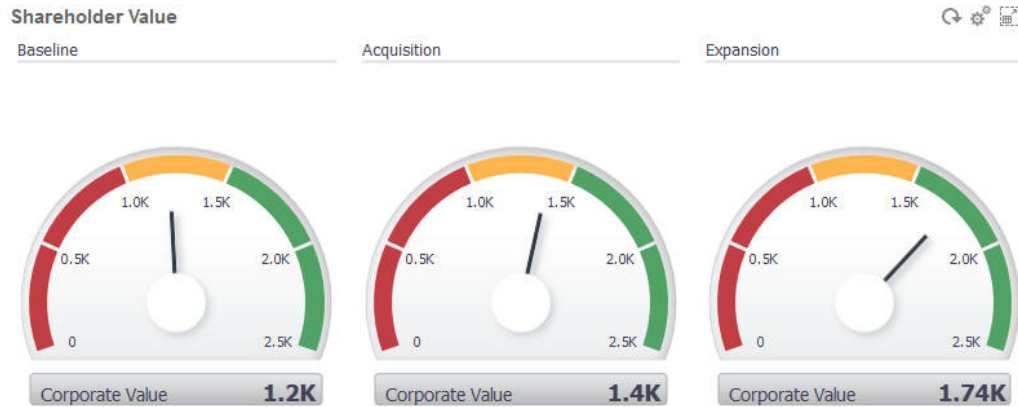 Shareholder Value
Baseline
Acquisition
Expansion
1.0K 1.5K
0.5K 2.0K
0 2.5K
Corporate Value 1.2K
1.0K 1.5K
0.5K 2.0K
0 2.5K
Corporate Value 1.4K
1.0K 1.5K
0.5K 2.0K
0 2.5K
Corporate Value 1.74K